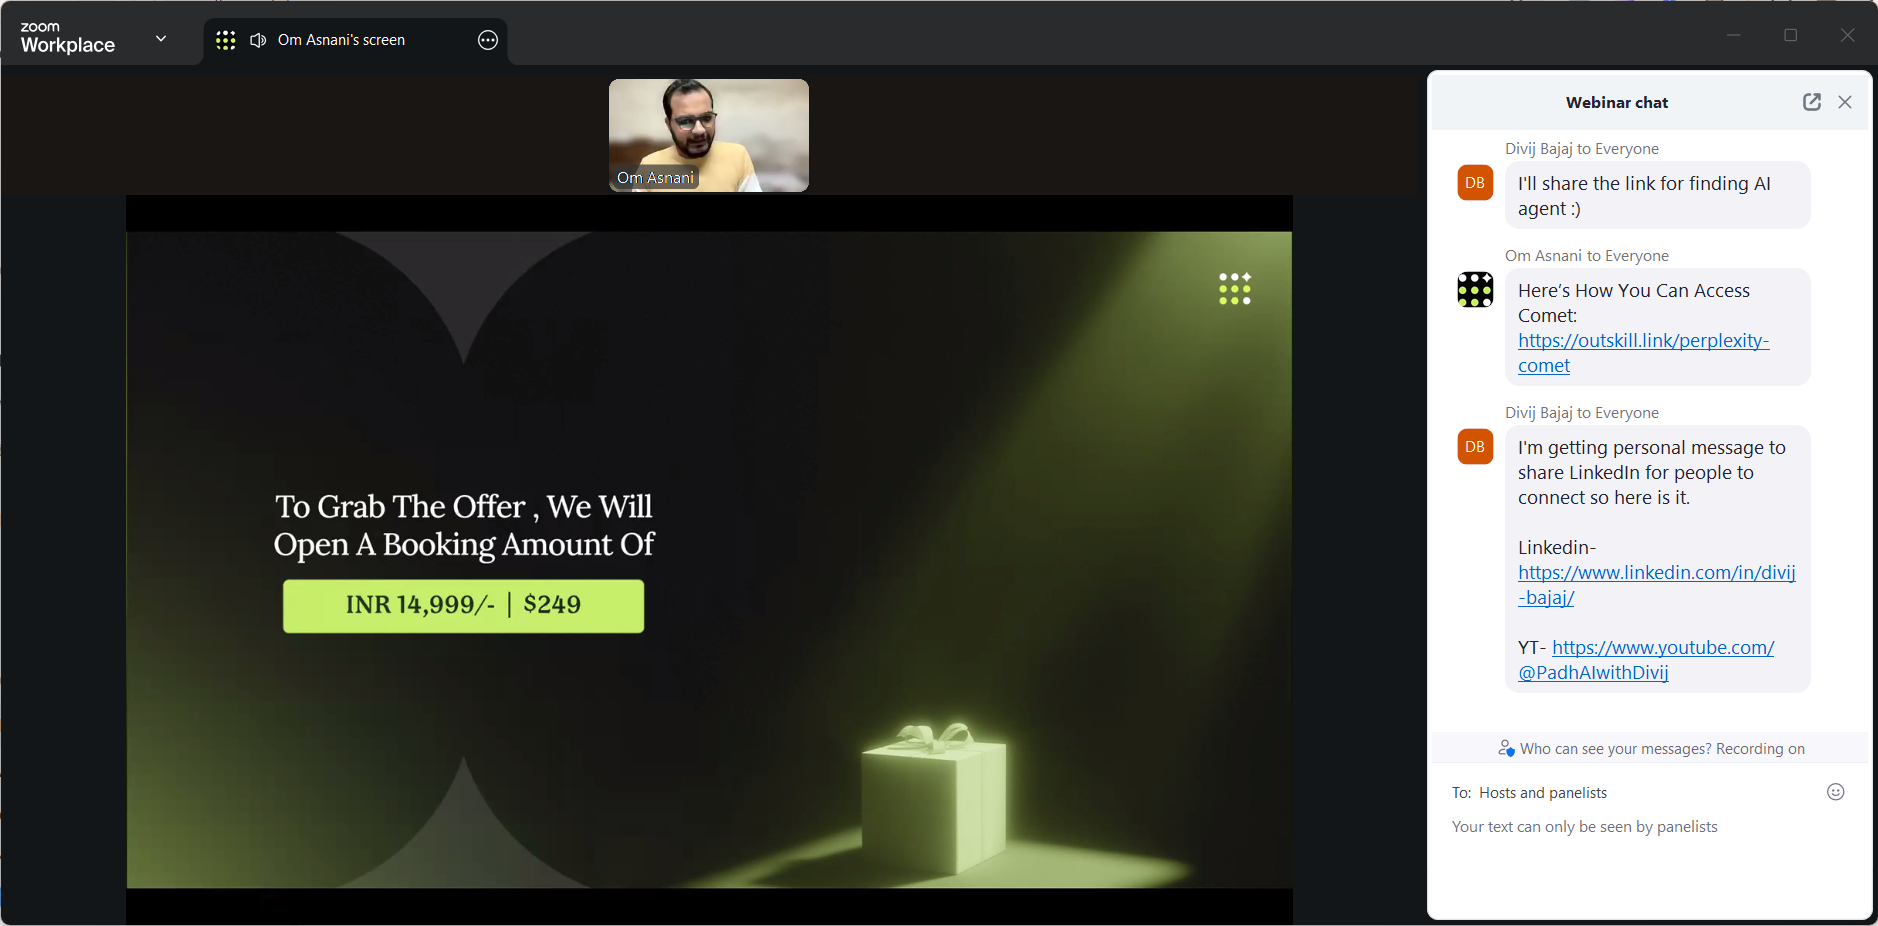 zoom
Workplace
Om Asnani's screen
Om Asnani
To Grab The Offer , We Will
Open A Booking Amount Of
INR 14,999/- | $249
Webinar chat
Divij Bajaj to Everyone
DB
I'll share the link for finding AI
agent :)
Om Asnani to Everyone
Here’s How You Can Access
Comet:
https://outskill.link/perplexity-
comet
Divij Bajaj to Everyone
DB
I'm getting personal message to
share LinkedIn for people to
connect so here is it.
Linkedin-
https://www.linkedin.com/in/divij
-bajaj/
YT- https://www.youtube.com/
@PadhAIwithDivij
Who can see your messages? Recording on
To: Hosts and panelists
Your text can only be seen by panelists